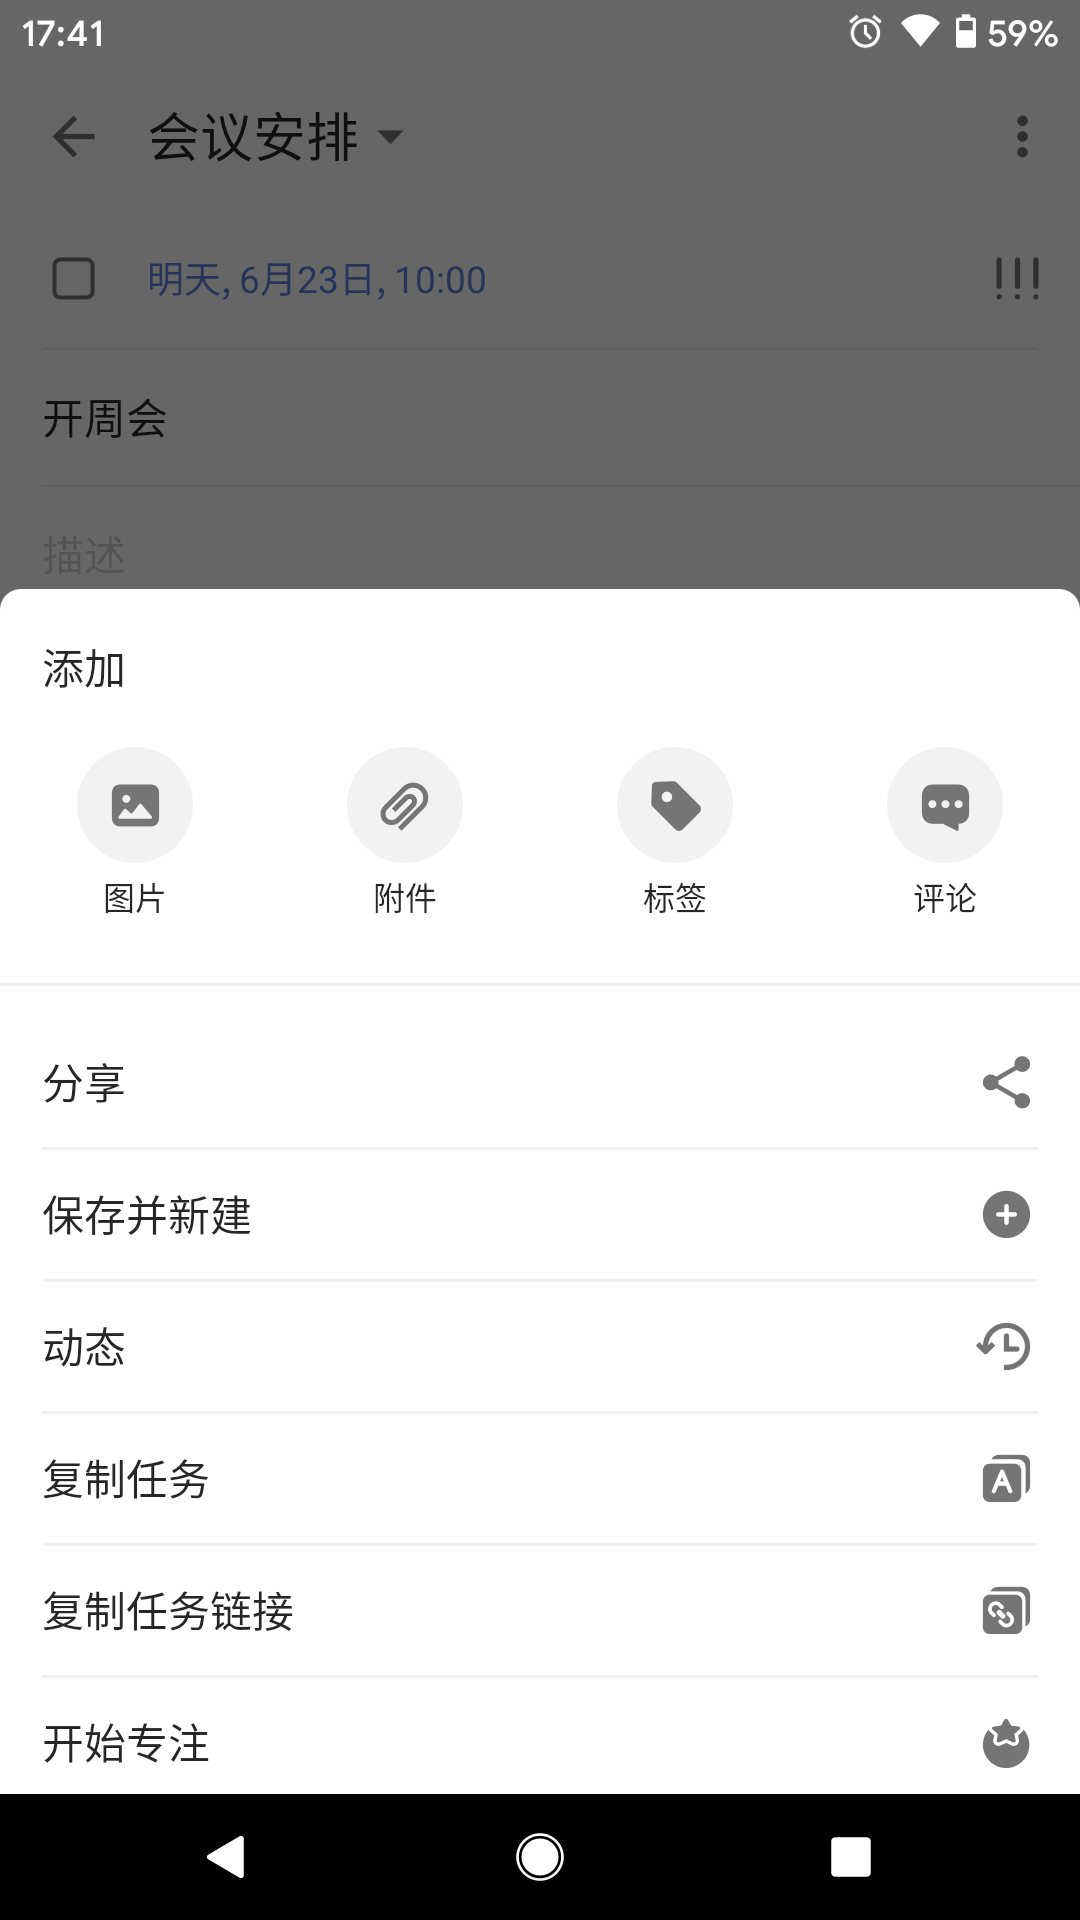 17:41 59%
会议安排
明天, 6月23日, 10:00
开周会
描述
添加
图片 附件 标签 评论
分享
保存并新建
动态
复制任务
复制任务链接
开始专注